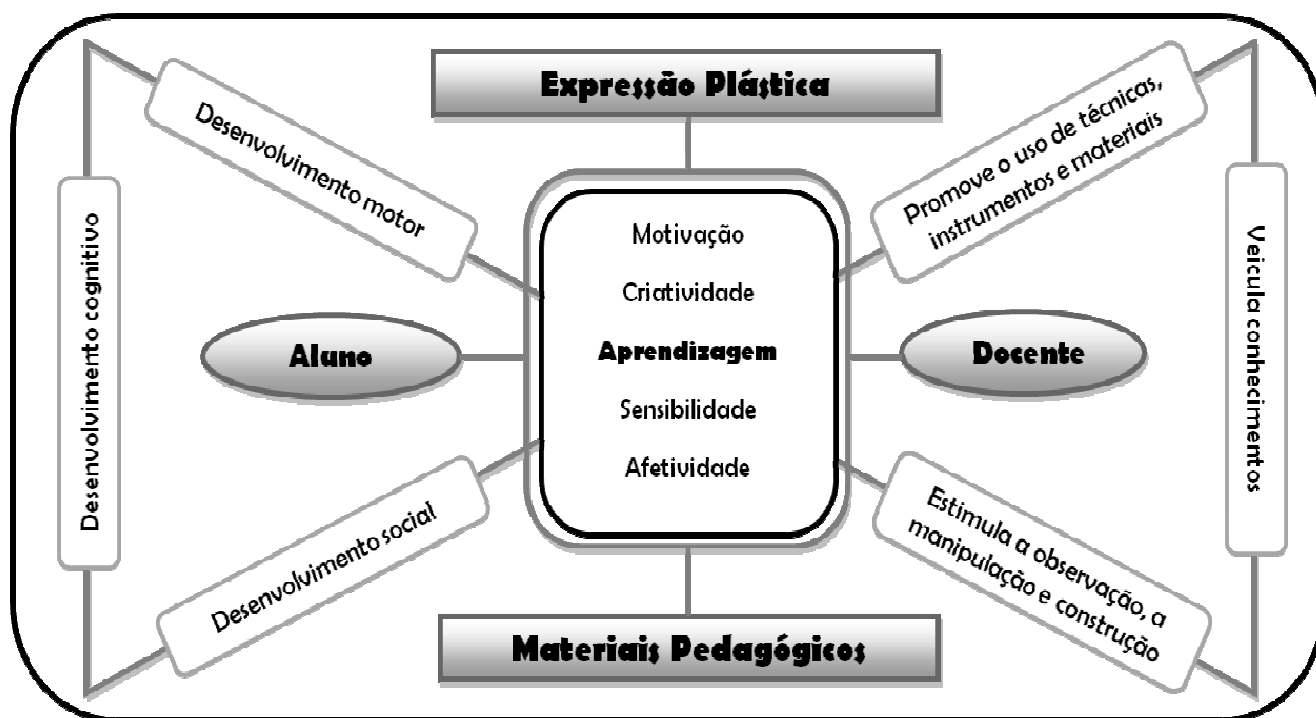 Expressão Plástica
Desenvolvimento motor
Promove o uso de técnicas,
instrumentos e materiais
Desenvolvimento cognitivo
Aluno
Motivação
Criatividade
Aprendizagem
Sensibilidade
Afetividade
Docente
Veicula conhecimentos
Desenvolvimento social
Estimula a observação, a
manipulação e construção
Materiais Pedagógicos